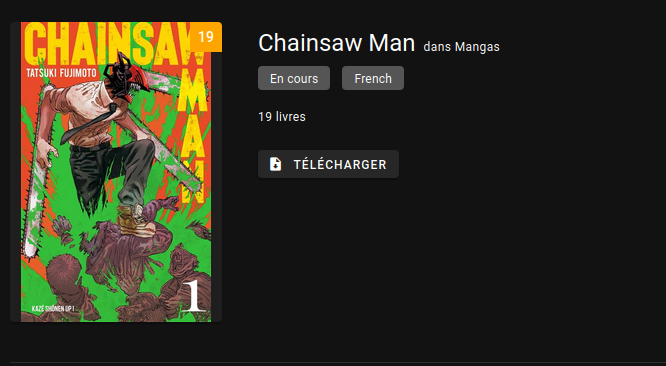 CHAINSAW
MAN
19
TATSUKI FUJIMOTO
KAZÉ SHÔNEN UP !
1
Chainsaw Man dans Mangas
En cours French
19 livres
TÉLÉCHARGER